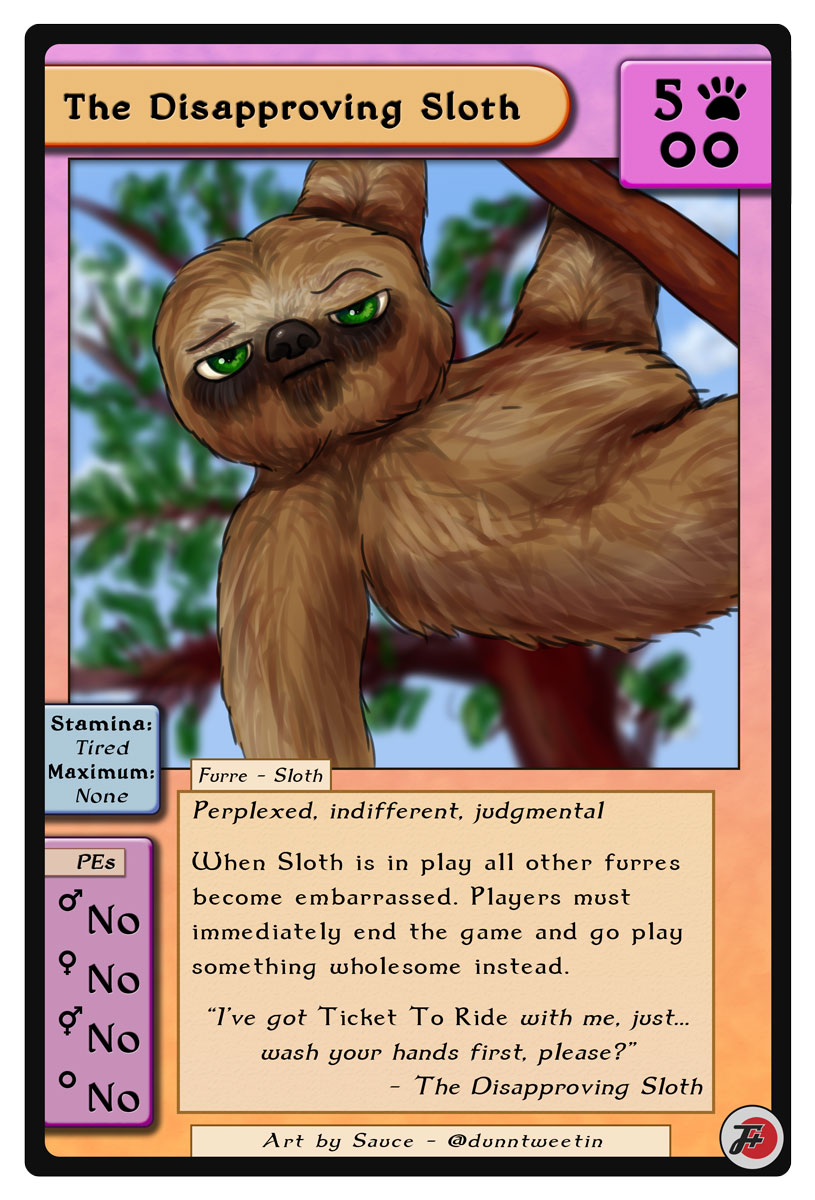 The Disapproving Sloth
5
Stamina:
Tired
Maximum:
None
Furre - Sloth
PEs
♂ No
♀ No
⚥ No
⚪ No
Perplexed, indifferent, judgmental
When Sloth is in play all other furres
become embarrassed. Players must
immediately end the game and go play
something wholesome instead.
“I've got Ticket To Ride with me, just...
wash your hands first, please?”
- The Disapproving Sloth
Art by Sauce - @dunntweetin